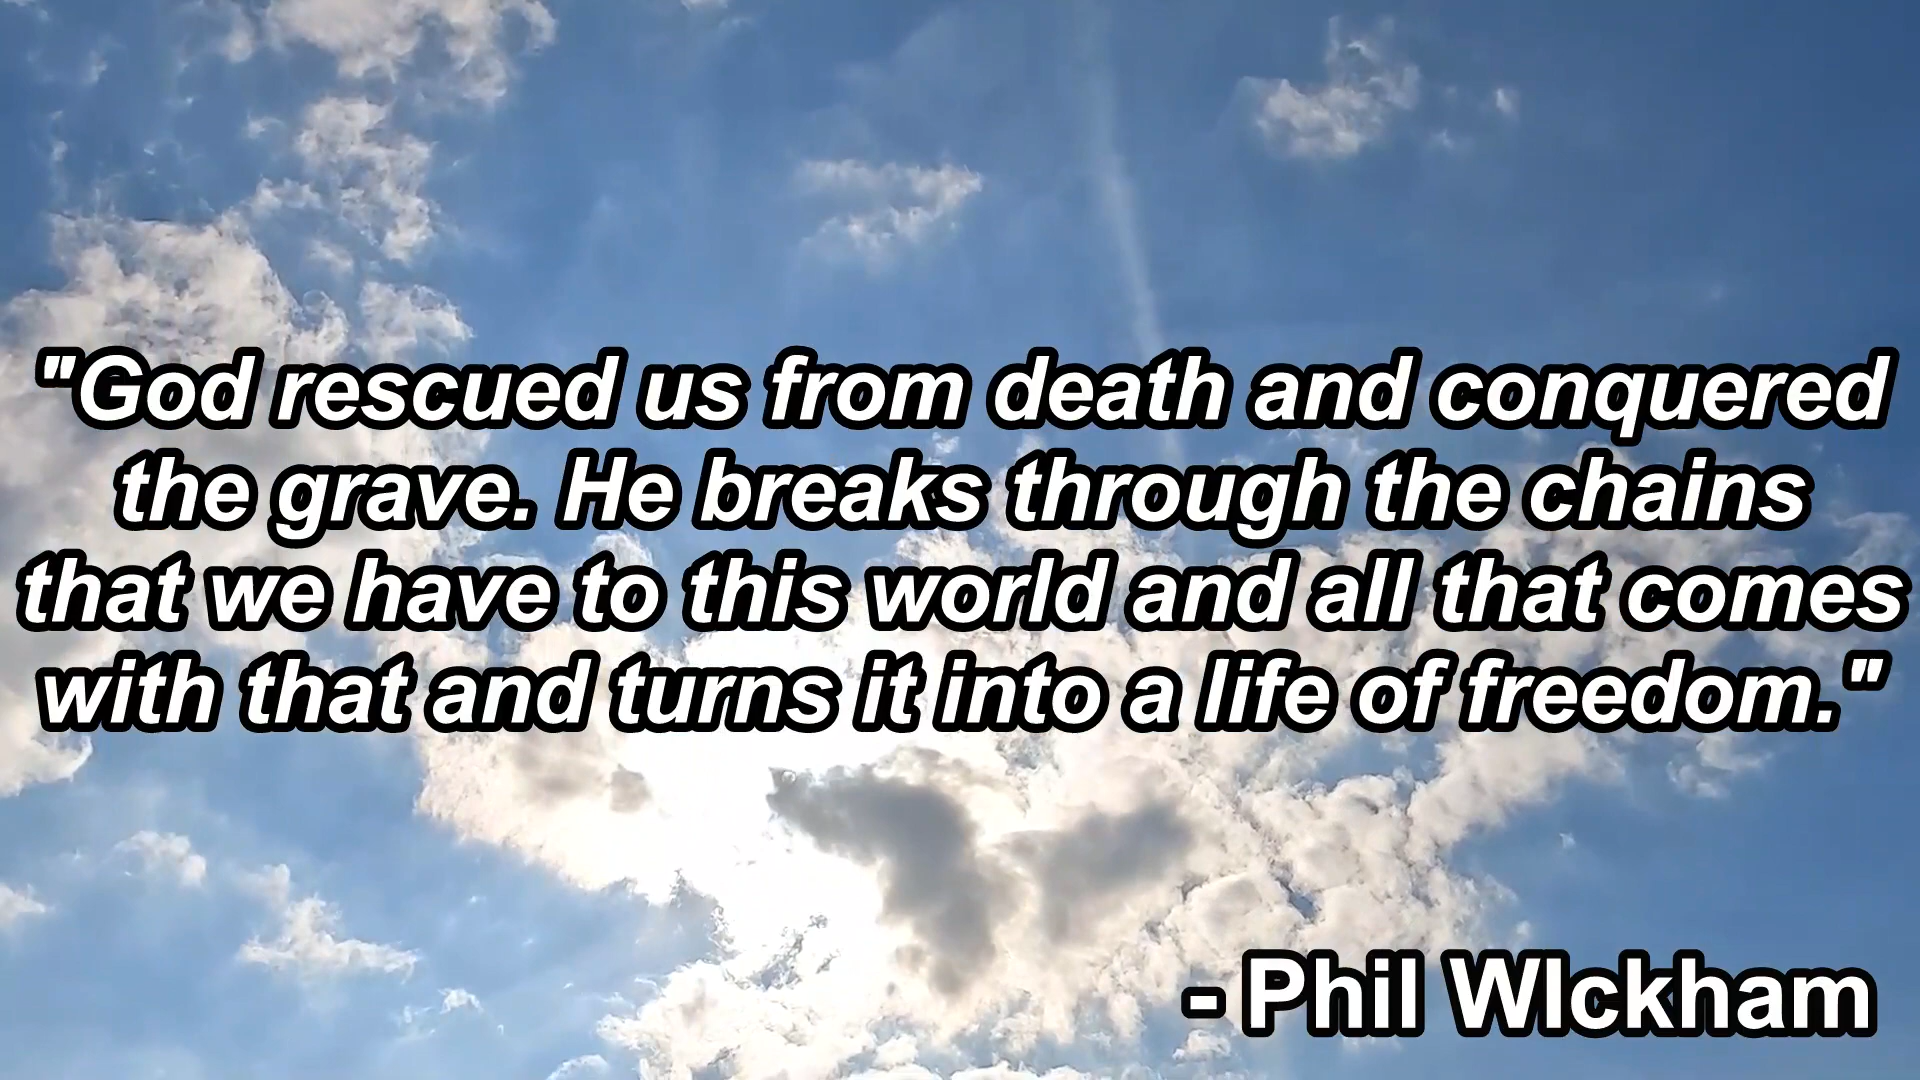 "God rescued us from death and conquered
the grave. He breaks through the chains
that we have to this world and all that comes
with that and turns it into a life of freedom."
- Phil WIckham